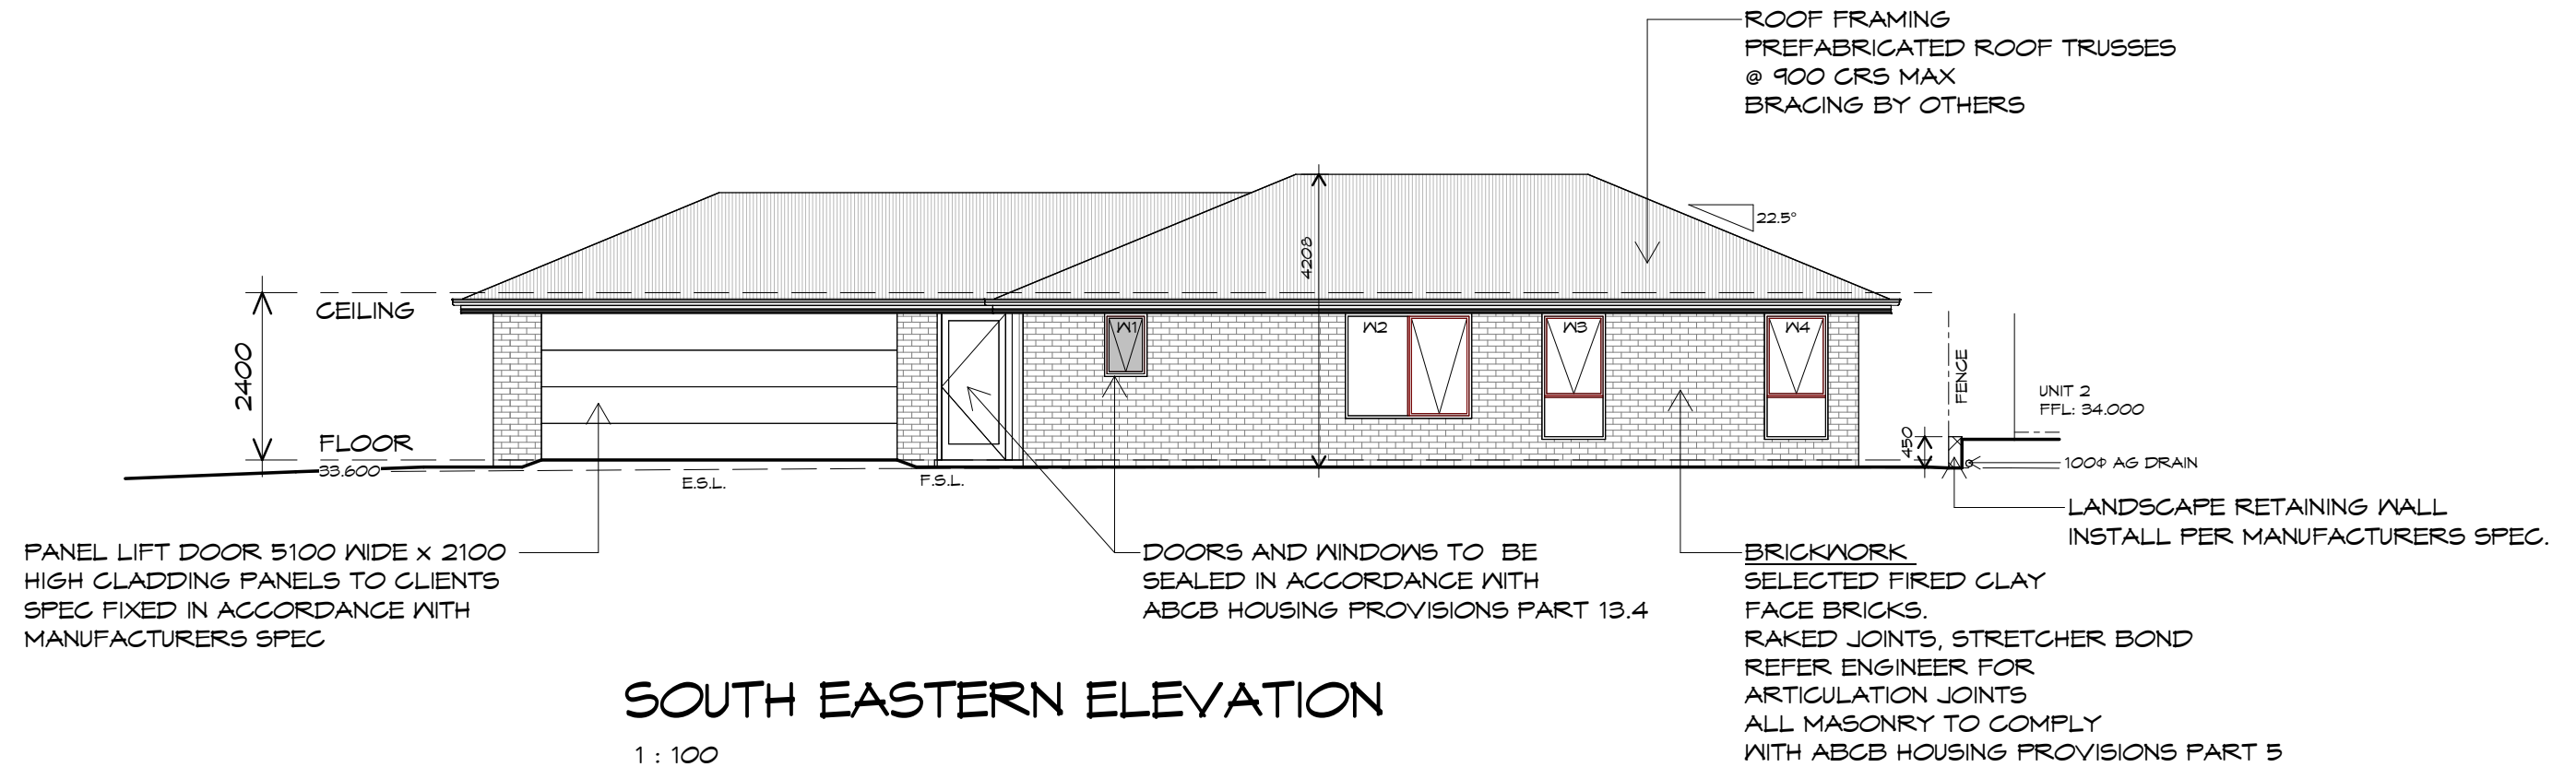 ROOF FRAMING
PREFABRICATED ROOF TRUSSES
@ 900 CRS MAX
BRACING BY OTHERS
22.5°
4208
CEILING
2400
FLOOR
33.600
W1
W2
W3
W4
FENCE
UNIT 2
FFL: 34.000
450
100Φ AG DRAIN
E.S.L.
F.S.L.
LANDSCAPE RETAINING WALL
INSTALL PER MANUFACTURERS SPEC.
PANEL LIFT DOOR 5100 WIDE x 2100
HIGH CLADDING PANELS TO CLIENTS
SPEC FIXED IN ACCORDANCE WITH
MANUFACTURERS SPEC
DOORS AND WINDOWS TO BE
SEALED IN ACCORDANCE WITH
ABCB HOUSING PROVISIONS PART 13.4
BRICKWORK
SELECTED FIRED CLAY
FACE BRICKS.
RAKED JOINTS, STRETCHER BOND
REFER ENGINEER FOR
ARTICULATION JOINTS
ALL MASONRY TO COMPLY
WITH ABCB HOUSING PROVISIONS PART 5
SOUTH EASTERN ELEVATION
1 : 100